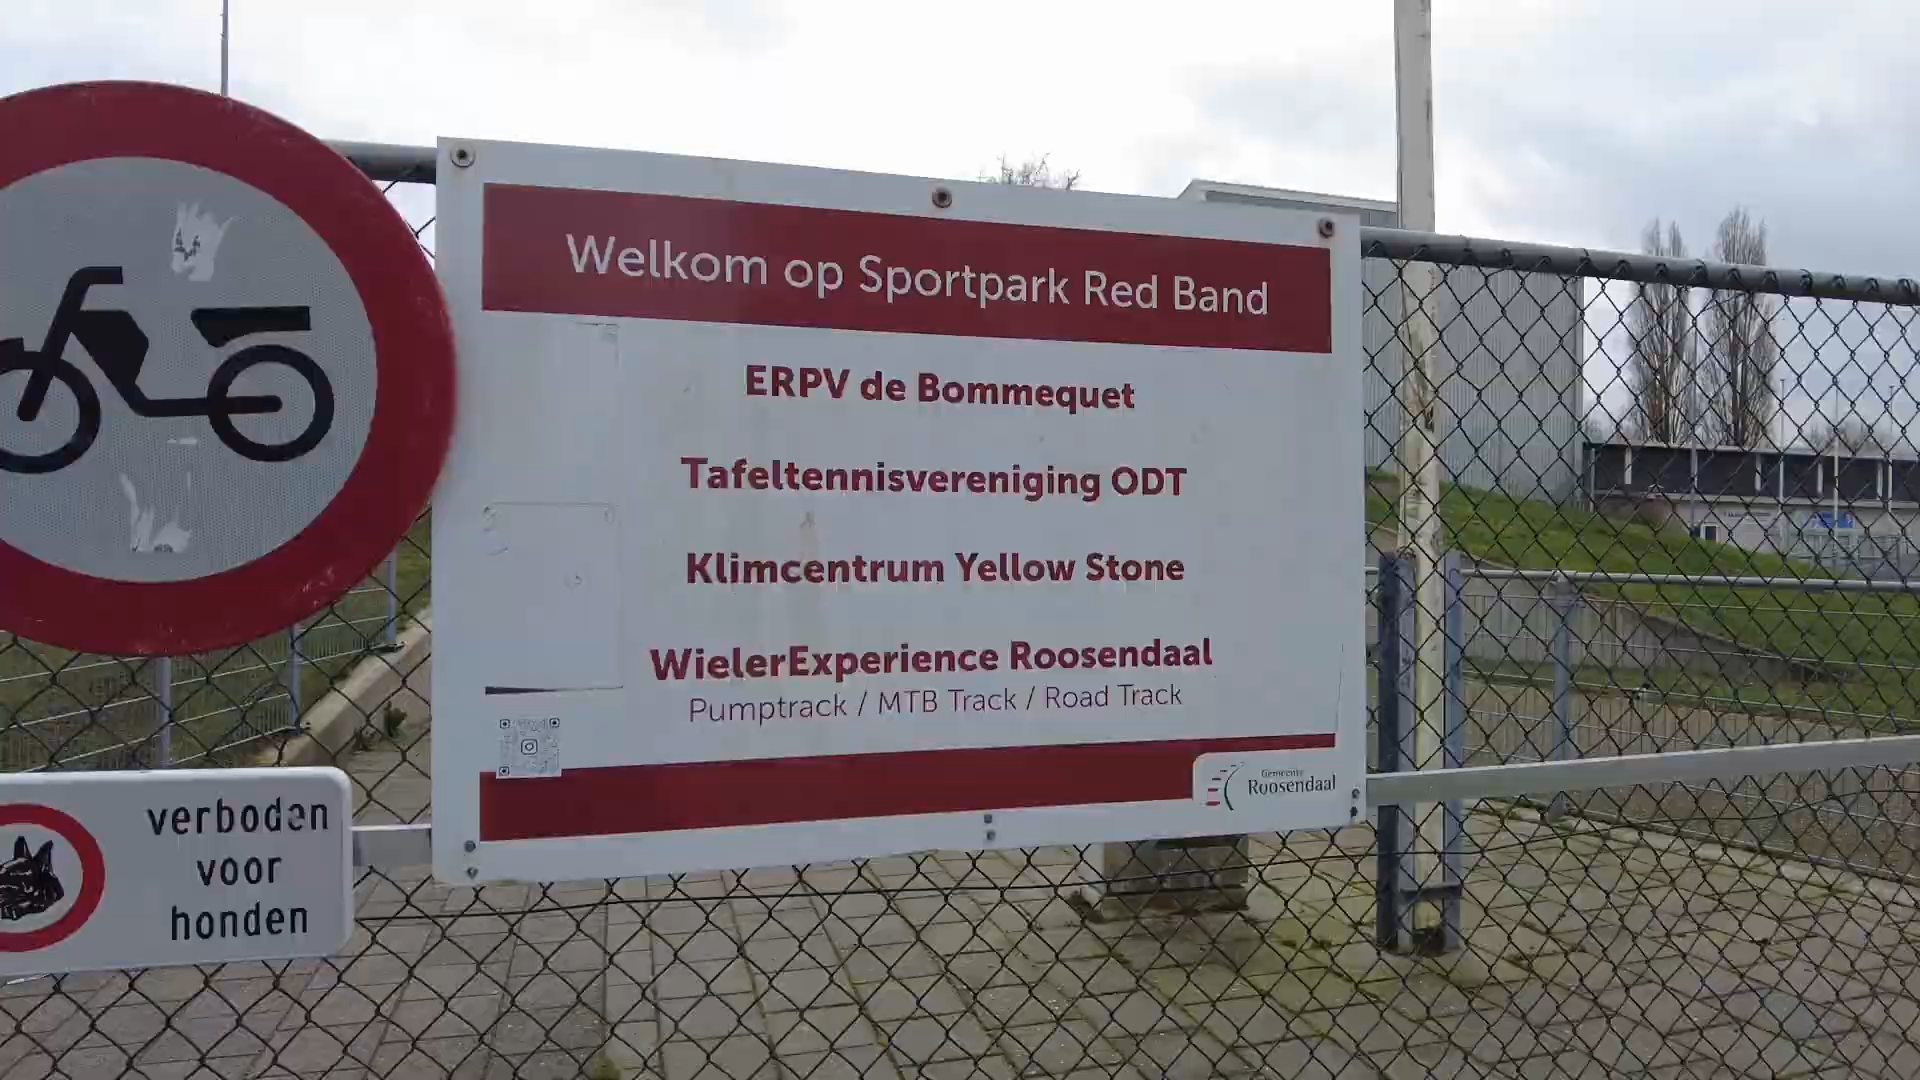 Welkom op Sportpark Red Band
ERPV de Bommequet
Tafeltennisvereniging ODT
Klimcentrum Yellow Stone
WielerExperience Roosendaal
Pumptrack / MTB Track / Road Track
Gemeente
Roosendaal
verboden
voor
honden